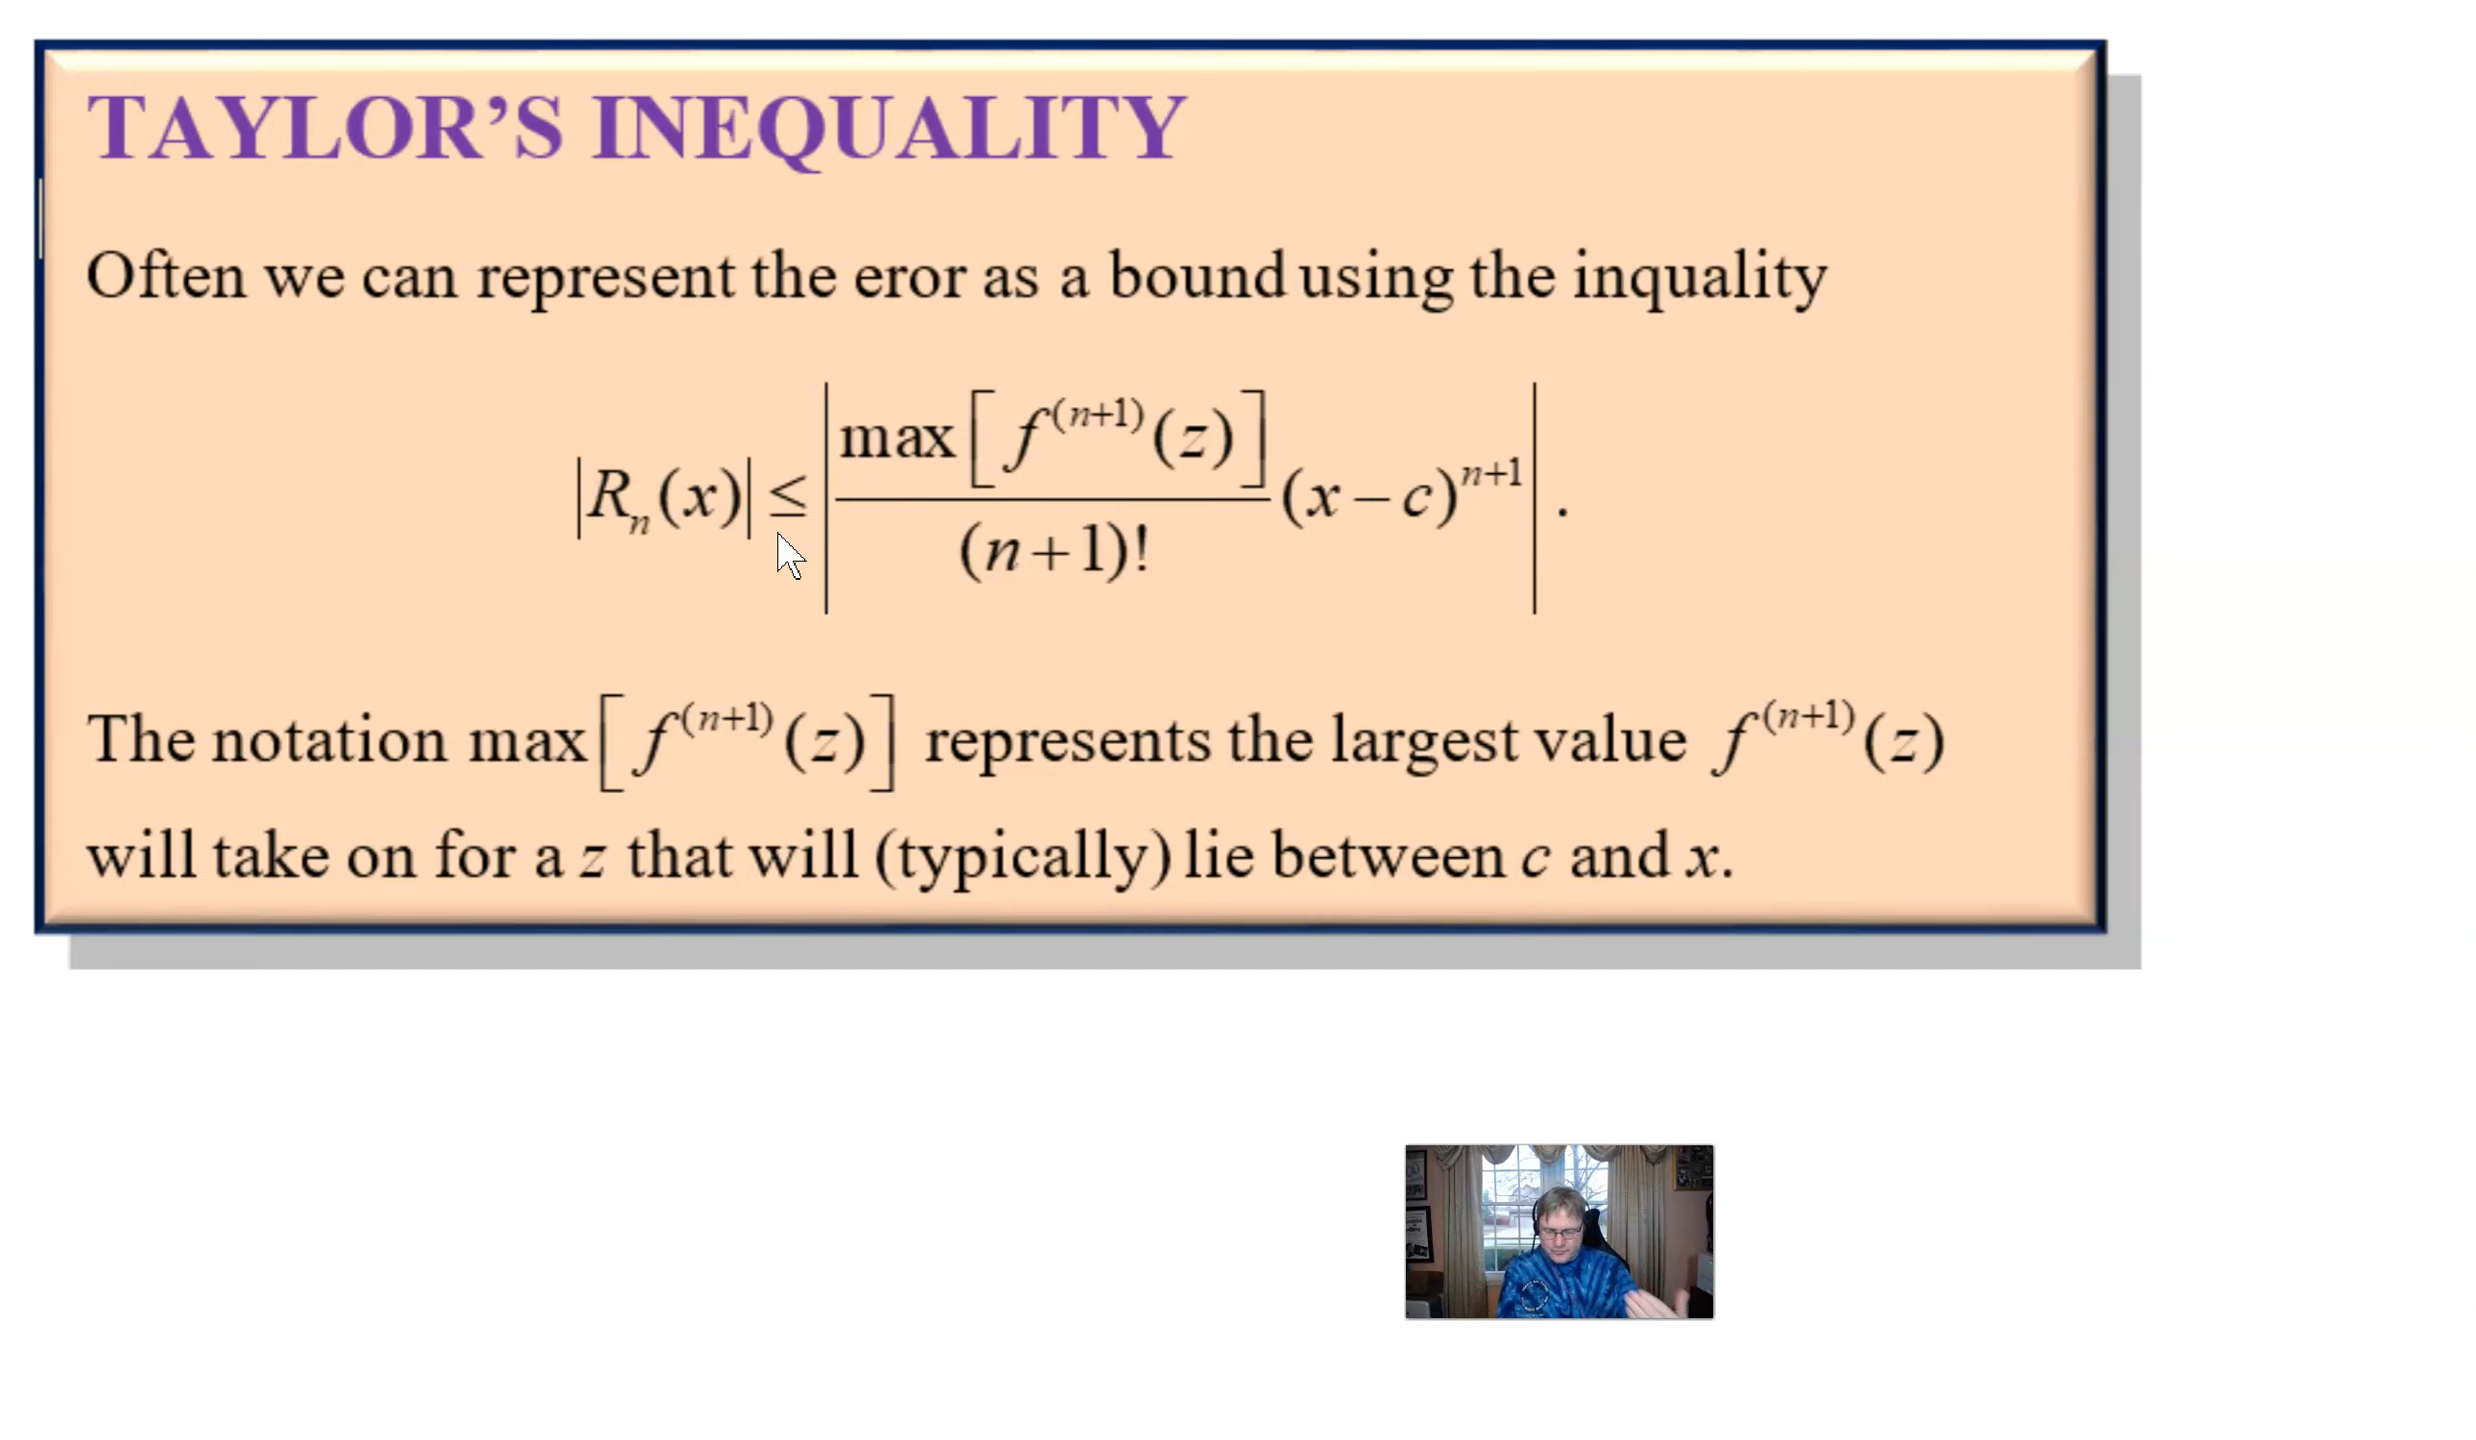 TAYLOR’S INEQUALITY
Often we can represent the eror as a bound using the inquality
|Rₙ(x)| ≤ | max[f⁽ⁿ⁺¹⁾(z)] / (n+1)! (x − c)ⁿ⁺¹ |.
The notation max[f⁽ⁿ⁺¹⁾(z)] represents the largest value f⁽ⁿ⁺¹⁾(z)
will take on for a z that will (typically) lie between c and x.